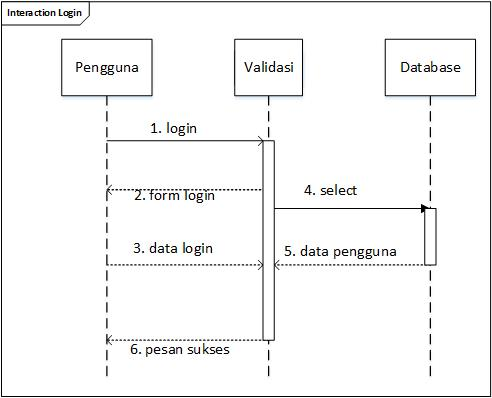 Interaction Login
Pengguna
Validasi
Database
1. login
2. form login
4. select
3. data login
5. data pengguna
6. pesan sukses